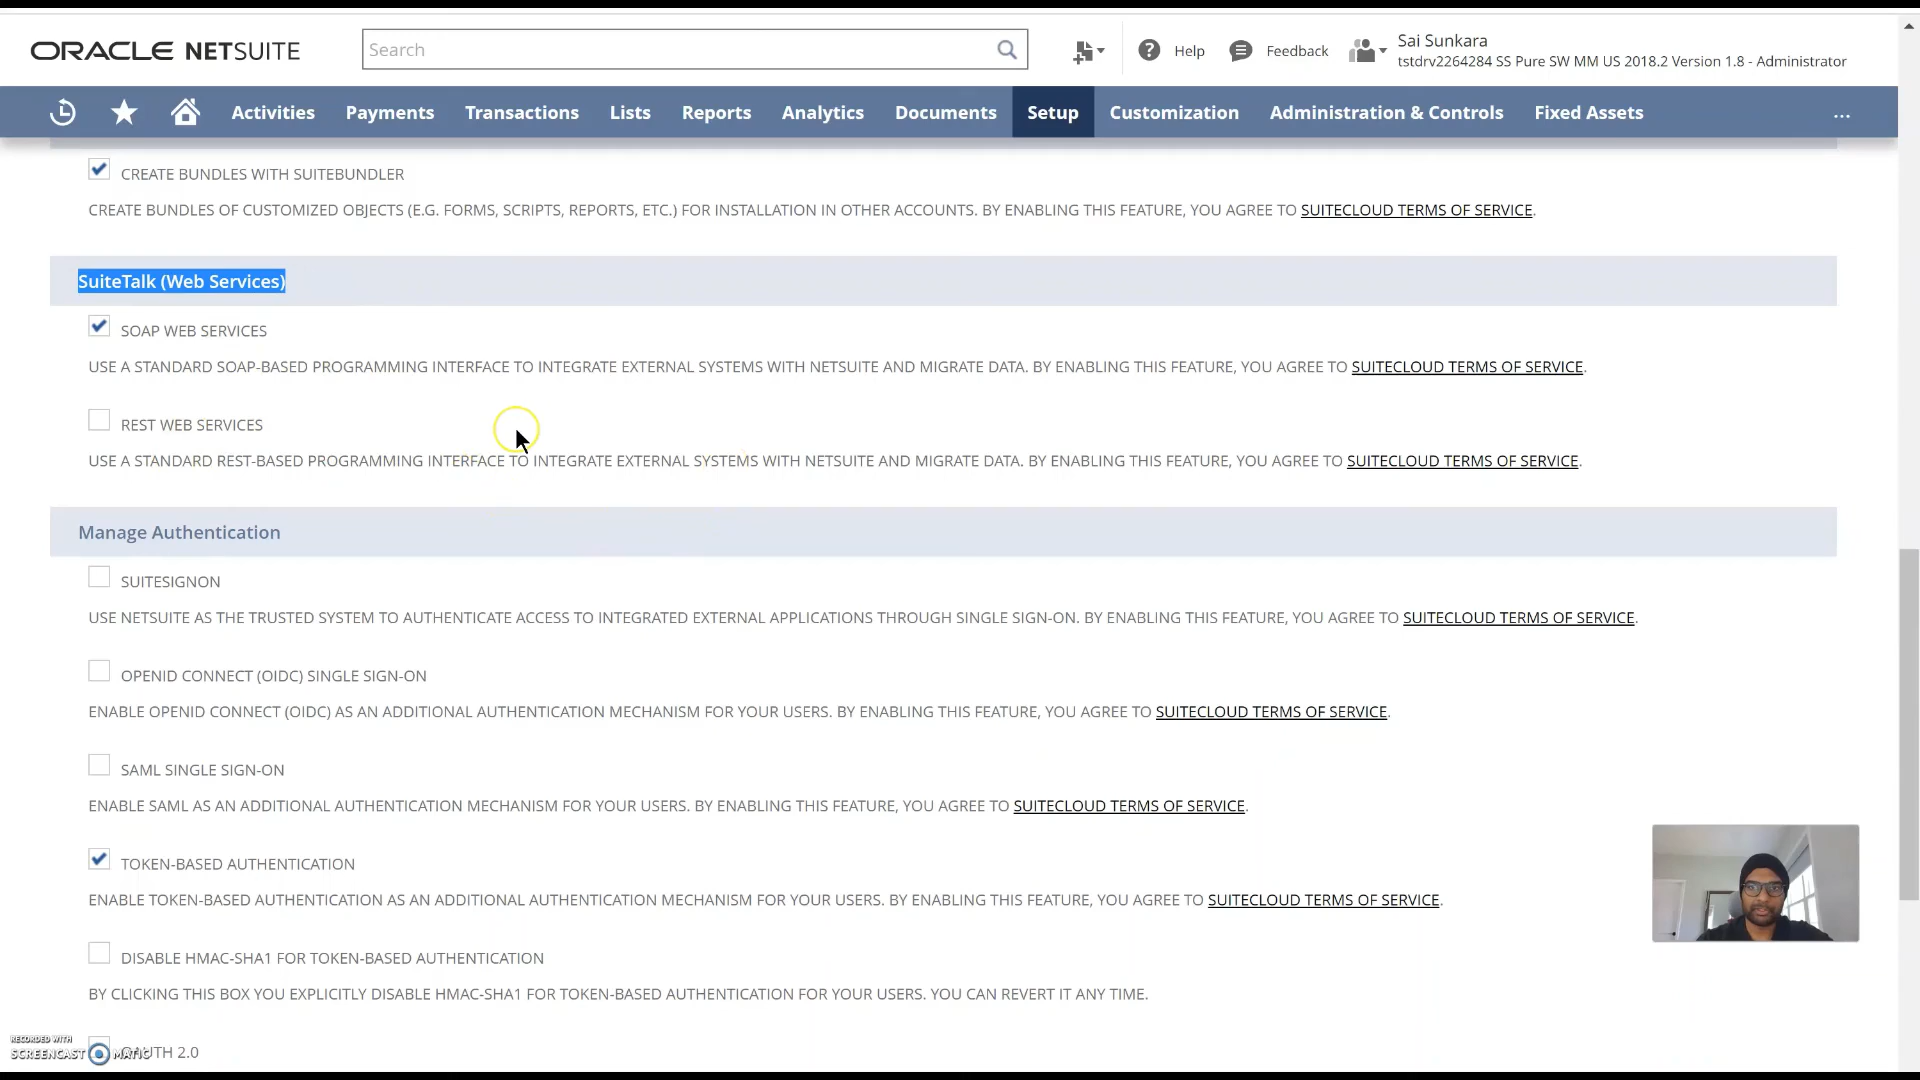 ORACLE NETSUITE
Search
Help
Feedback
Sai Sunkara
tstdrv2264284 SS Pure SW MM US 2018.2 Version 1.8 - Administrator
Activities
Payments
Transactions
Lists
Reports
Analytics
Documents
Setup
Customization
Administration & Controls
Fixed Assets
...
CREATE BUNDLES WITH SUITEBUNDLER
CREATE BUNDLES OF CUSTOMIZED OBJECTS (E.G. FORMS, SCRIPTS, REPORTS, ETC.) FOR INSTALLATION IN OTHER ACCOUNTS. BY ENABLING THIS FEATURE, YOU AGREE TO SUITECLOUD TERMS OF SERVICE.
SuiteTalk (Web Services)
SOAP WEB SERVICES
USE A STANDARD SOAP-BASED PROGRAMMING INTERFACE TO INTEGRATE EXTERNAL SYSTEMS WITH NETSUITE AND MIGRATE DATA. BY ENABLING THIS FEATURE, YOU AGREE TO SUITECLOUD TERMS OF SERVICE.
REST WEB SERVICES
USE A STANDARD REST-BASED PROGRAMMING INTERFACE TO INTEGRATE EXTERNAL SYSTEMS WITH NETSUITE AND MIGRATE DATA. BY ENABLING THIS FEATURE, YOU AGREE TO SUITECLOUD TERMS OF SERVICE.
Manage Authentication
SUITESIGNON
USE NETSUITE AS THE TRUSTED SYSTEM TO AUTHENTICATE ACCESS TO INTEGRATED EXTERNAL APPLICATIONS THROUGH SINGLE SIGN-ON. BY ENABLING THIS FEATURE, YOU AGREE TO SUITECLOUD TERMS OF SERVICE.
OPENID CONNECT (OIDC) SINGLE SIGN-ON
ENABLE OPENID CONNECT (OIDC) AS AN ADDITIONAL AUTHENTICATION MECHANISM FOR YOUR USERS. BY ENABLING THIS FEATURE, YOU AGREE TO SUITECLOUD TERMS OF SERVICE.
SAML SINGLE SIGN-ON
ENABLE SAML AS AN ADDITIONAL AUTHENTICATION MECHANISM FOR YOUR USERS. BY ENABLING THIS FEATURE, YOU AGREE TO SUITECLOUD TERMS OF SERVICE.
TOKEN-BASED AUTHENTICATION
ENABLE TOKEN-BASED AUTHENTICATION AS AN ADDITIONAL AUTHENTICATION MECHANISM FOR YOUR USERS. BY ENABLING THIS FEATURE, YOU AGREE TO SUITECLOUD TERMS OF SERVICE.
DISABLE HMAC-SHA1 FOR TOKEN-BASED AUTHENTICATION
BY CLICKING THIS BOX YOU EXPLICITLY DISABLE HMAC-SHA1 FOR TOKEN-BASED AUTHENTICATION FOR YOUR USERS. YOU CAN REVERT IT ANY TIME.
RECORDED WITH
SCREENCAST MATIC
OAUTH 2.0